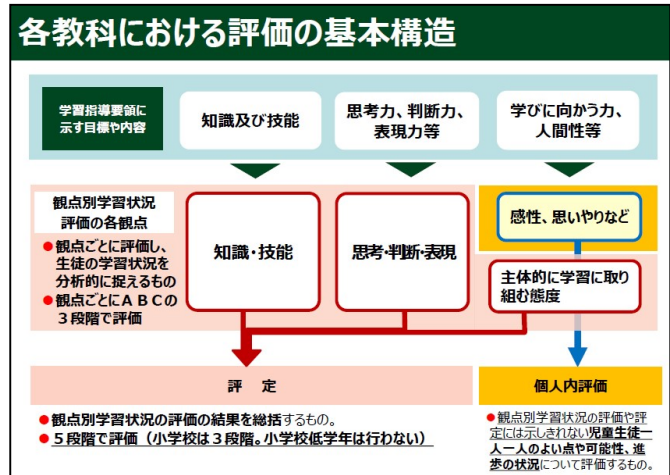 各教科における評価の基本構造
学習指導要領に
示す目標や内容
知識及び技能
思考力、判断力、
表現力等
学びに向かう力、
人間性等
観点別学習状況
評価の各観点
●観点ごとに評価し、
生徒の学習状況を
分析的に捉えるもの
●観点ごとにＡＢＣの
３段階で評価
知識・技能
思考・判断・表現
感性、思いやりなど
主体的に学習に取り
組む態度
評　定
●観点別学習状況の評価の結果を総括するもの。
●５段階で評価（小学校は３段階。小学校低学年は行わない）
個人内評価
●観点別学習状況の評価や評
定には示しきれない児童生徒一
人一人のよい点や可能性、進
歩の状況について評価するもの。